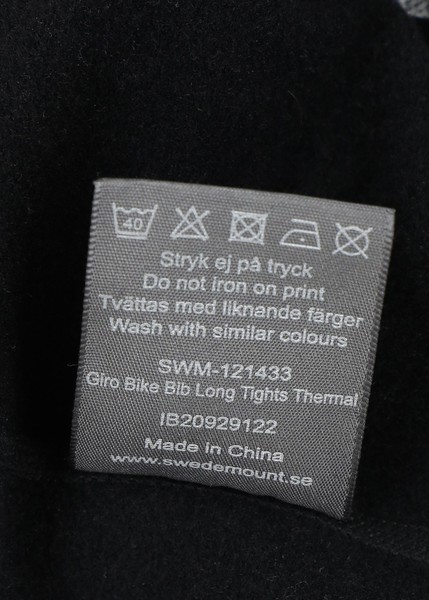 40
Stryk ej på tryck
Do not iron on print
Tvättas med liknande färger
Wash with similar colours
SWM-121433
Giro Bike Bib Long Tights Thermal
IB20929122
Made in China
www.swedemount.se